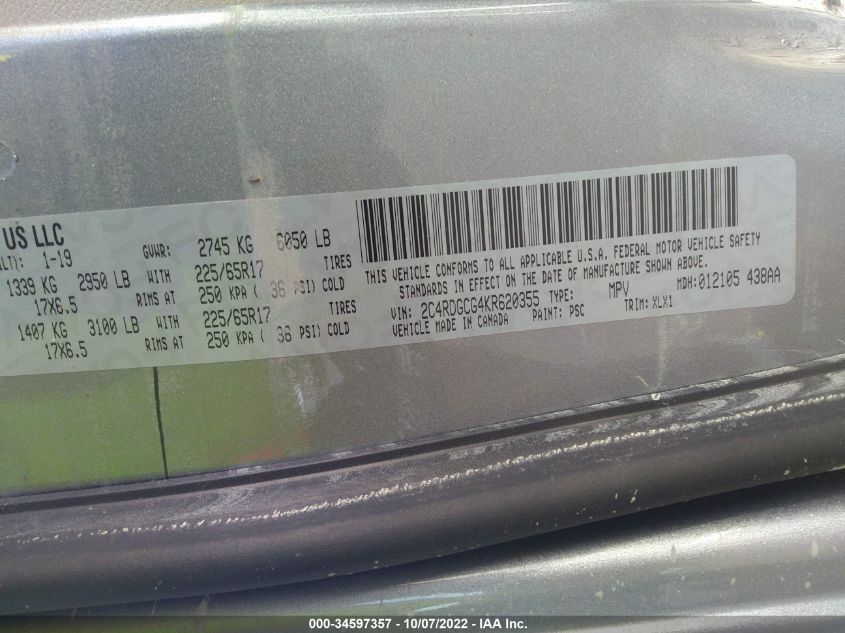 US LLC
1-19
GVWR: 2745 KG 6050 LB
1339 KG 2950 LB WITH 225/65R17 TIRES
17X6.5 RIMS AT 250 KPA ( 36 PSI) COLD
1407 KG 3100 LB WITH 225/65R17 TIRES
17X6.5 RIMS AT 250 KPA ( 36 PSI) COLD
THIS VEHICLE CONFORMS TO ALL APPLICABLE U.S.A. FEDERAL MOTOR VEHICLE SAFETY
STANDARDS IN EFFECT ON THE DATE OF MANUFACTURE SHOWN ABOVE.
VIN: 2C4RDGCG4KR620355 TYPE: MPV MDH: 012105 438AA
VEHICLE MADE IN CANADA PAINT: PSC TRIM: XLX1
000-34597357 - 10/07/2022 - IAA Inc.